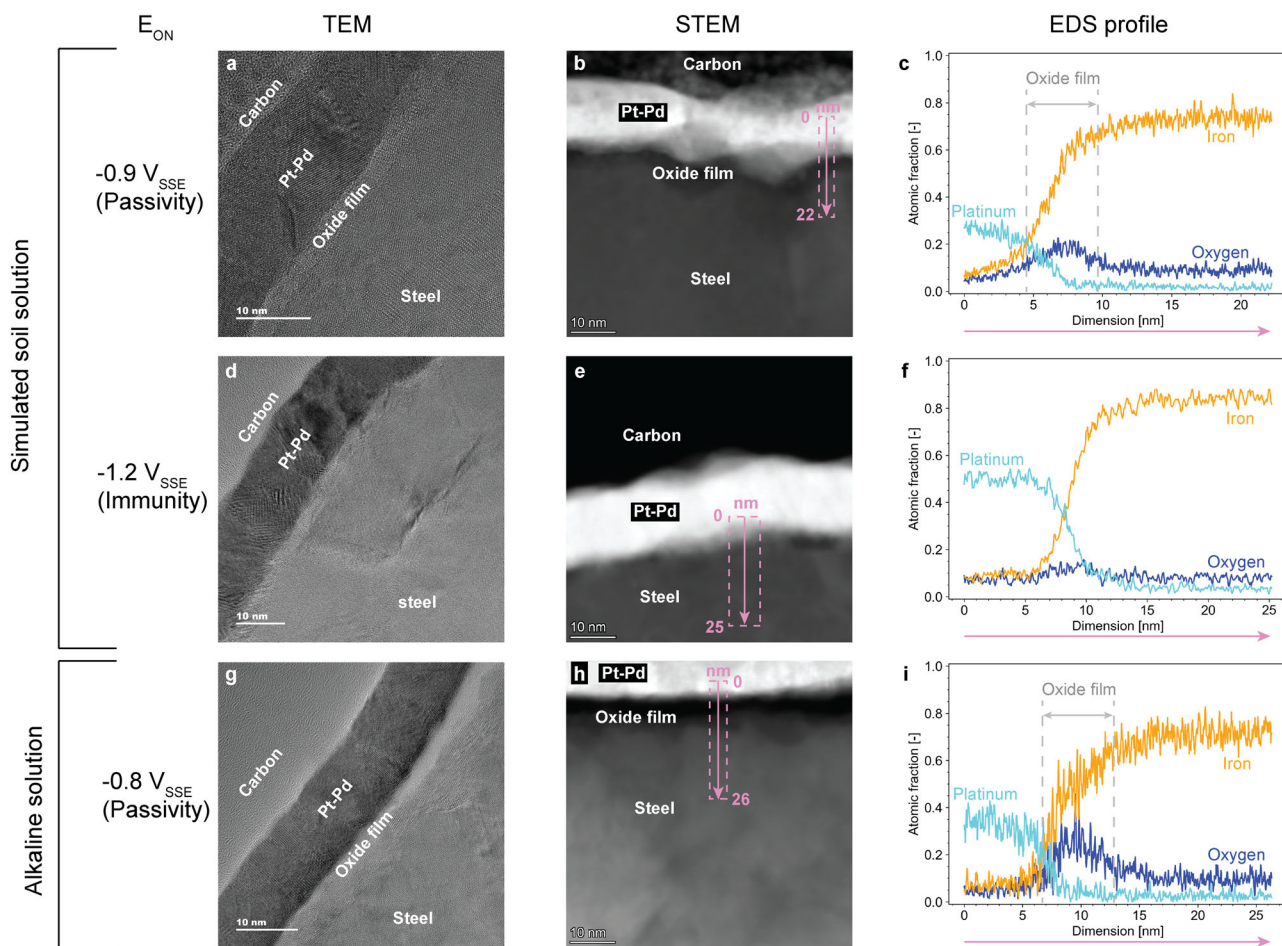 E_ON
TEM
STEM
EDS profile
Simulated soil solution
-0.9 V_SSE
(Passivity)
a
Carbon
Pt-Pd
Oxide film
Steel
10 nm
b
Carbon
Pt-Pd
nm
0
Oxide film
22
Steel
10 nm
c
Oxide film
Iron
Platinum
Oxygen
Atomic fraction [-]
1.0
0.8
0.6
0.4
0.2
0.0
0 5 10 15 20
Dimension [nm]
-1.2 V_SSE
(Immunity)
d
Carbon
Pt-Pd
steel
10 nm
e
Carbon
Pt-Pd
nm
0
Steel
25
10 nm
f
Iron
Platinum
Oxygen
Atomic fraction [-]
1.0
0.8
0.6
0.4
0.2
0.0
0 5 10 15 20 25
Dimension [nm]
Alkaline solution
-0.8 V_SSE
(Passivity)
g
Carbon
Pt-Pd
Oxide film
Steel
10 nm
h
Pt-Pd
nm
0
Oxide film
26
Steel
10 nm
i
Oxide film
Iron
Platinum
Oxygen
Atomic fraction [-]
1.0
0.8
0.6
0.4
0.2
0.0
0 5 10 15 20 25
Dimension [nm]